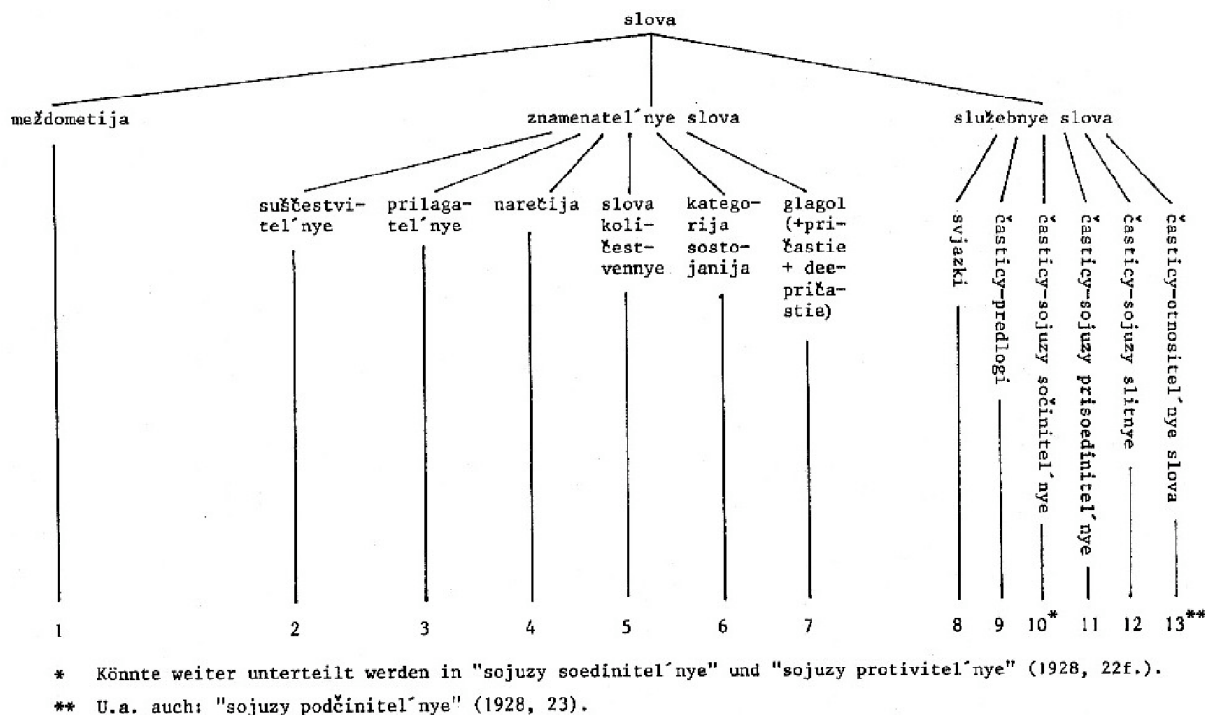 slova
meždometija
znamenatel´nye slova
služebnye slova
suščestvi-
tel´nye
prilaga-
tel´nye
narečija
slova
koli-
čest-
vennye
katego-
rija
sosto-
janija
glagol
(+pri-
častie
+ dee-
priča-
stie)
svjazki
časticy-predlogi
časticy-sojuzy sočinitel´nye
časticy-sojuzy prisoedinitel´nye
časticy-sojuzy slitnye
časticy-otnositel´nye slova
1 2 3 4 5 6 7 8 9 10* 11 12 13**
* Könnte weiter unterteilt werden in "sojuzy soedinitel´nye" und "sojuzy protivitel´nye" (1928, 22f.).
** U.a. auch: "sojuzy podčinitel´nye" (1928, 23).